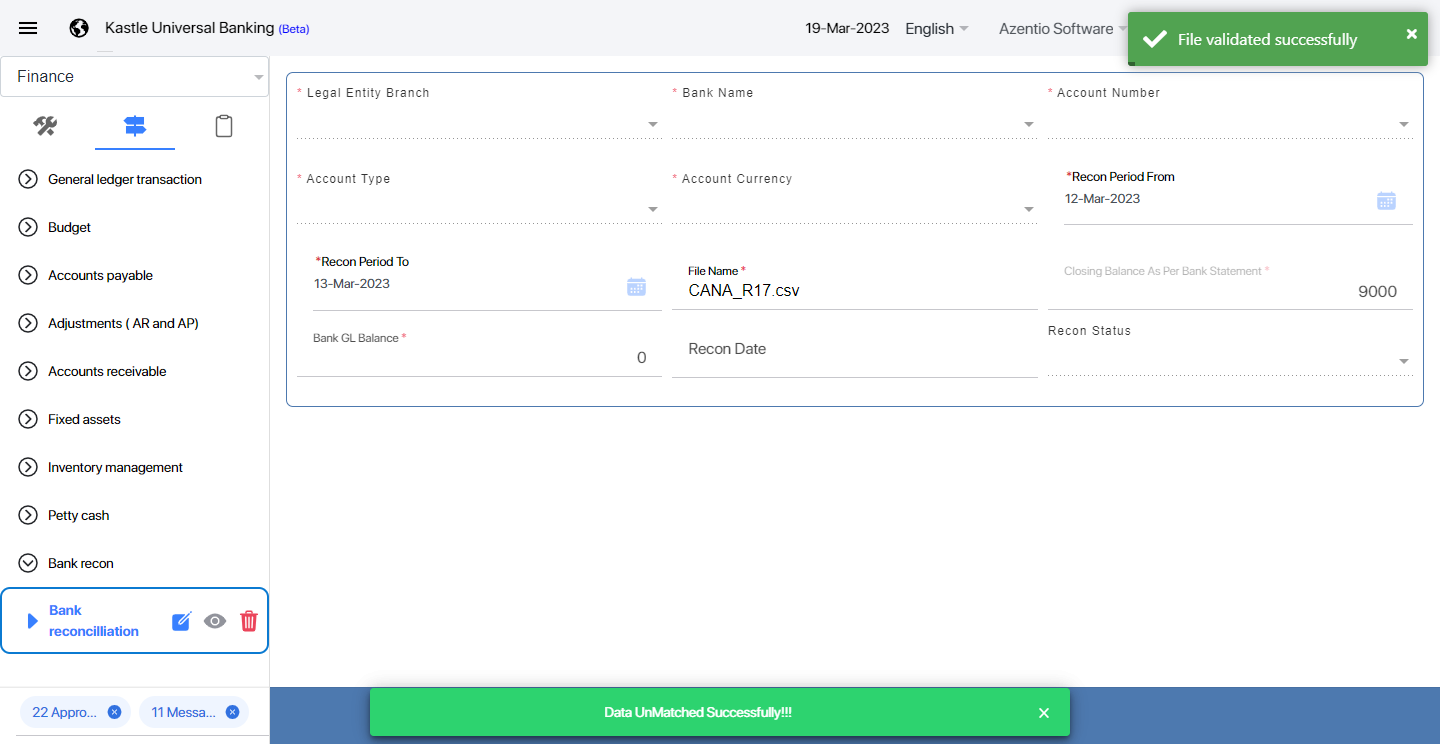 Kastle Universal Banking (Beta)
19-Mar-2023
English
Azentio Software
File validated successfully
Finance
General ledger transaction
Budget
Accounts payable
Adjustments ( AR and AP)
Accounts receivable
Fixed assets
Inventory management
Petty cash
Bank recon
Bank
reconcilliation
22 Appro...
11 Messa...
* Legal Entity Branch
* Bank Name
* Account Number
* Account Type
* Account Currency
*Recon Period From
12-Mar-2023
*Recon Period To
13-Mar-2023
File Name *
CANA_R17.csv
Closing Balance As Per Bank Statement *
9000
Bank GL Balance *
0
Recon Date
Recon Status
Data UnMatched Successfully!!!